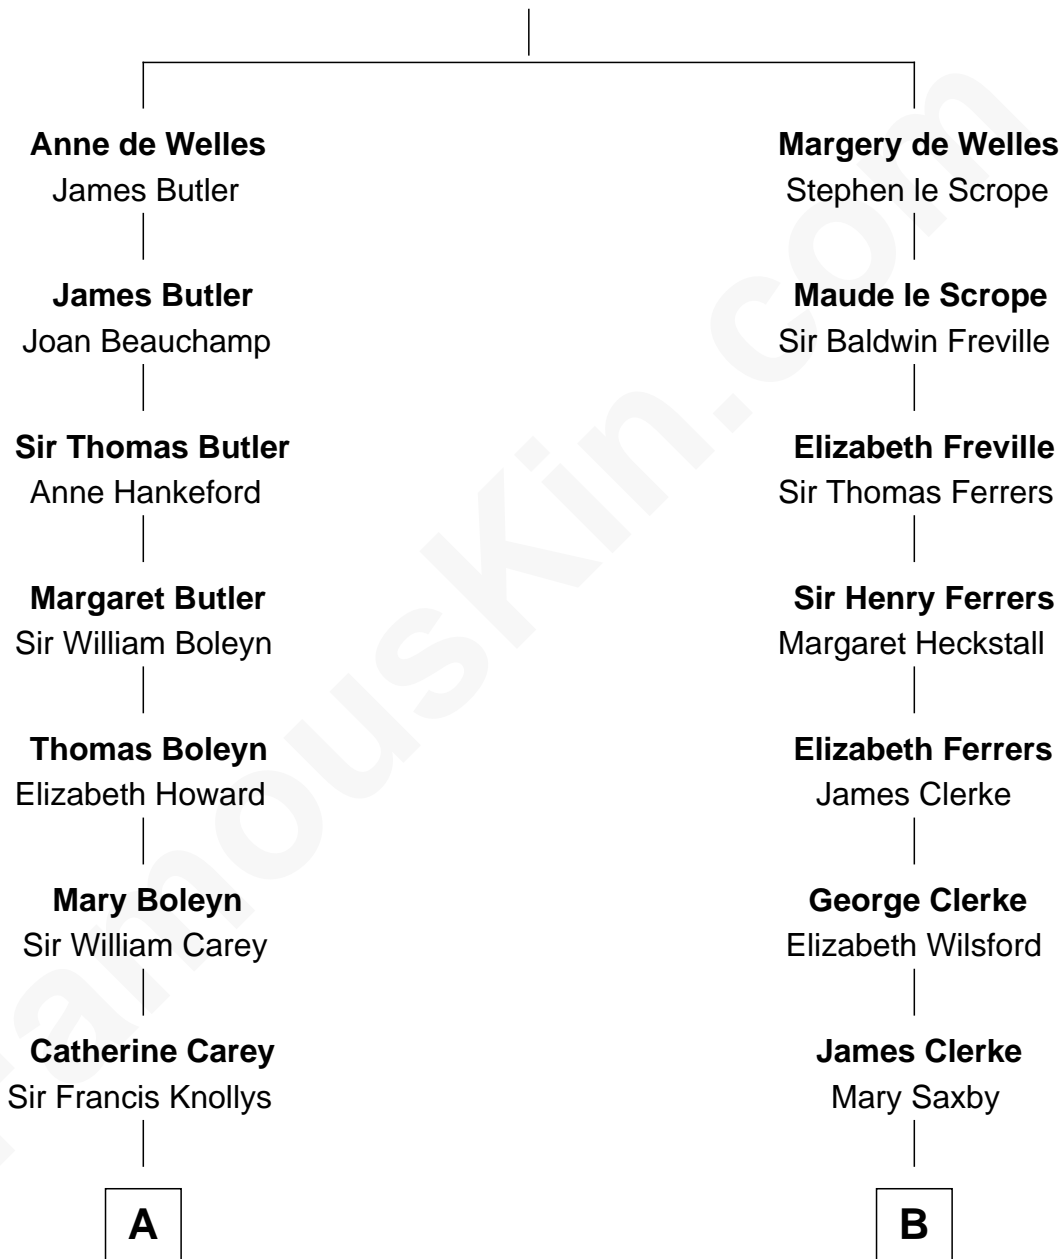 Anne de Welles
James Butler
James Butler
Joan Beauchamp
Sir Thomas Butler
Anne Hankeford
Margaret Butler
Sir William Boleyn
Thomas Boleyn
Elizabeth Howard
Mary Boleyn
Sir William Carey
Catherine Carey
Sir Francis Knollys
A
Margery de Welles
Stephen le Scrope
Maude le Scrope
Sir Baldwin Freville
Elizabeth Freville
Sir Thomas Ferrers
Sir Henry Ferrers
Margaret Heckstall
Elizabeth Ferrers
James Clerke
George Clerke
Elizabeth Wilsford
James Clerke
Mary Saxby
B
FamousKin.com